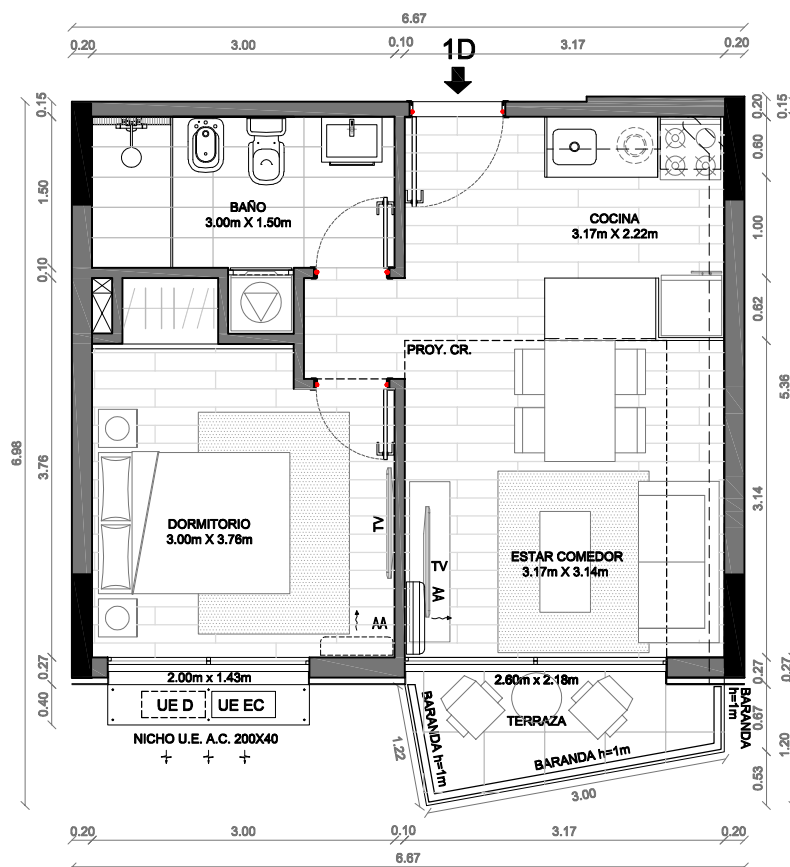 6.67
0.20
3.00
0.10
3.17
0.20
1D
0.15
0.20
0.15
0.60
1.50
BAÑO
3.00m X 1.50m
COCINA
3.17m X 2.22m
1.00
0.10
0.62
PROY. CR.
5.36
6.98
3.76
TV
DORMITORIO
3.00m X 3.76m
3.14
ESTAR COMEDOR
3.17m X 3.14m
TV
AA
AA
0.27
2.00m x 1.43m
2.60m x 2.18m
0.27
0.27
0.40
UE D
UE EC
NICHO U.E. A.C. 200X40
BARANDA h=1m
TERRAZA
BARANDA
h=1m
0.67
1.22
BARANDA h=1m
1.20
0.53
3.00
0.20
3.00
0.10
3.17
0.20
6.67